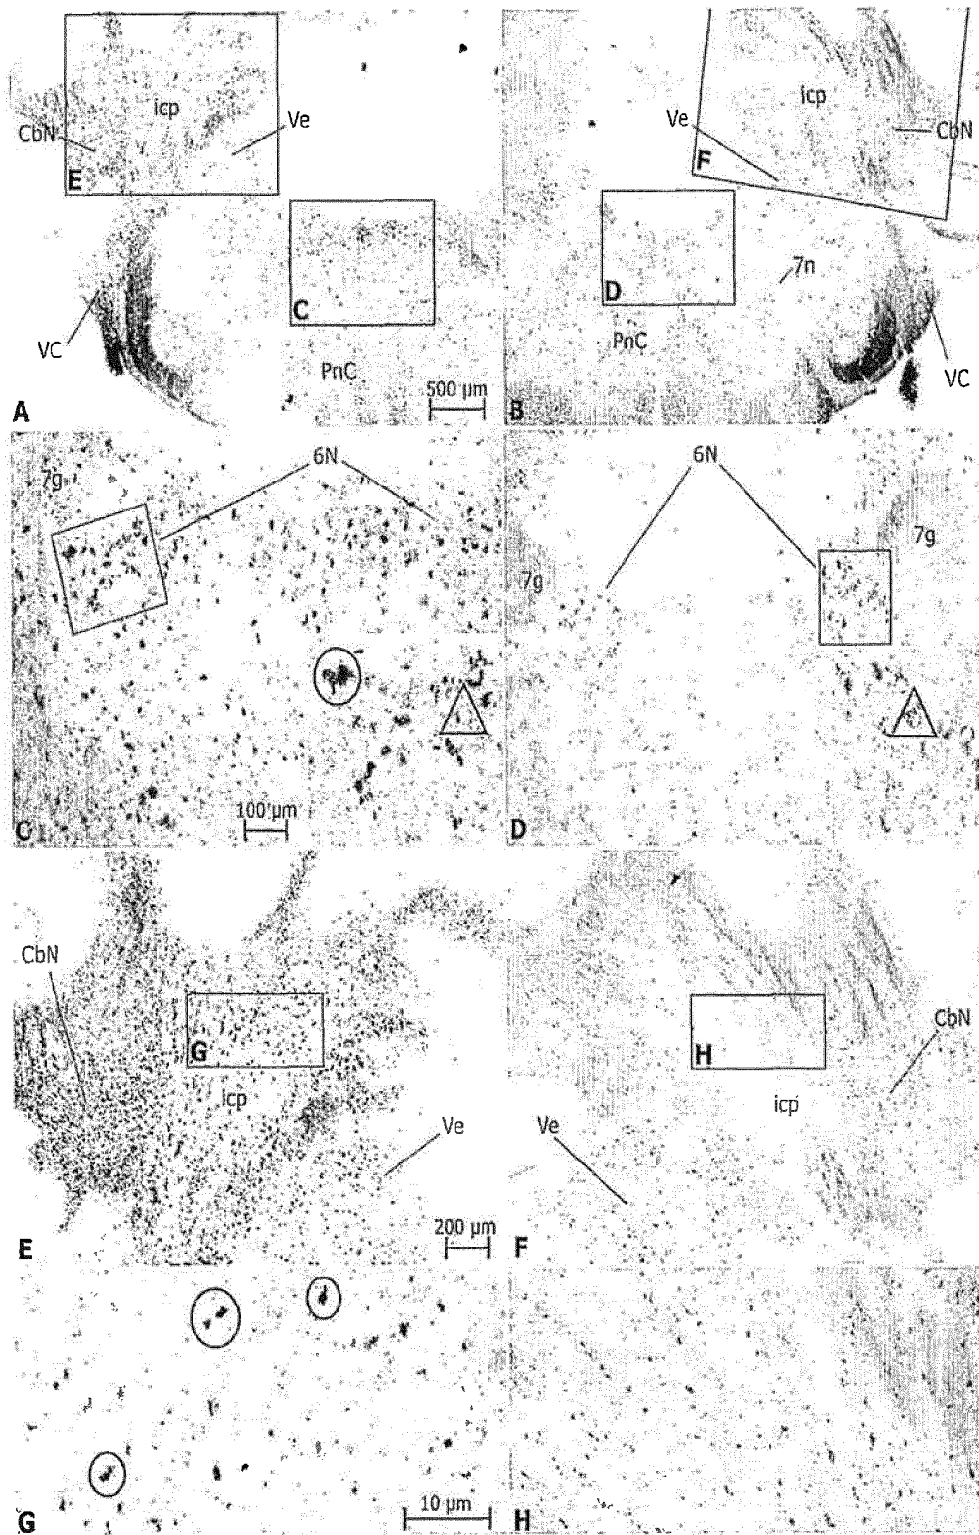 icp
CbN
Ve
E
C
VC
PnC
500 µm
A
icp
Ve
CbN
F
7n
D
PnC
VC
B
6N
7g
100 µm
C
6N
7g
7g
D
CbN
G
icp
Ve
200 µm
E
CbN
H
icp
Ve
F
10 µm
G
H